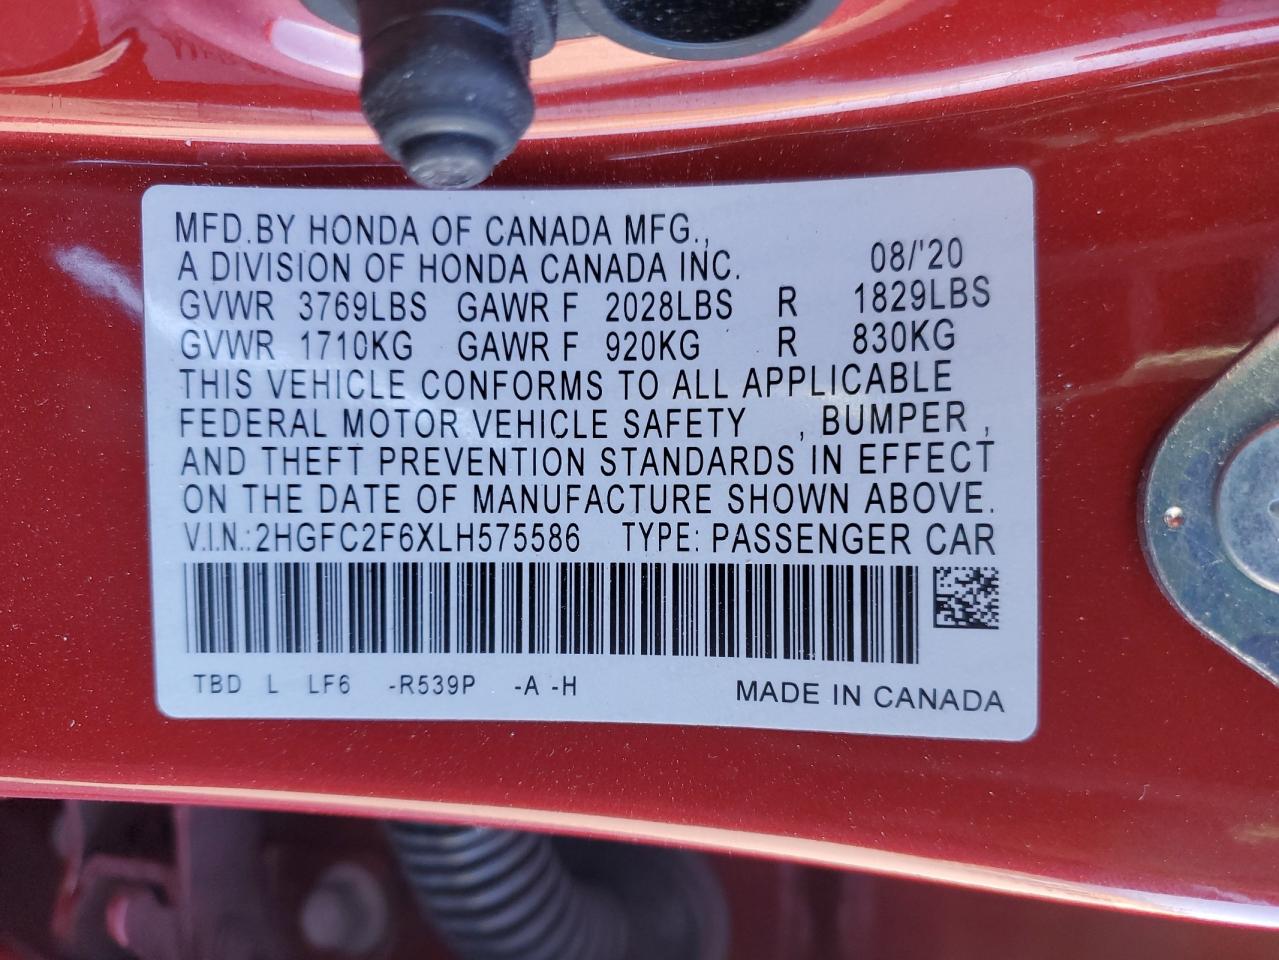 MFD.BY HONDA OF CANADA MFG.,
A DIVISION OF HONDA CANADA INC. 08/'20
GVWR 3769LBS GAWR F 2028LBS R 1829LBS
GVWR 1710KG GAWR F 920KG R 830KG
THIS VEHICLE CONFORMS TO ALL APPLICABLE
FEDERAL MOTOR VEHICLE SAFETY , BUMPER ,
AND THEFT PREVENTION STANDARDS IN EFFECT
ON THE DATE OF MANUFACTURE SHOWN ABOVE.
V.I.N.:2HGFC2F6XLH575586 TYPE: PASSENGER CAR
TBD L LF6 -R539P -A -H MADE IN CANADA